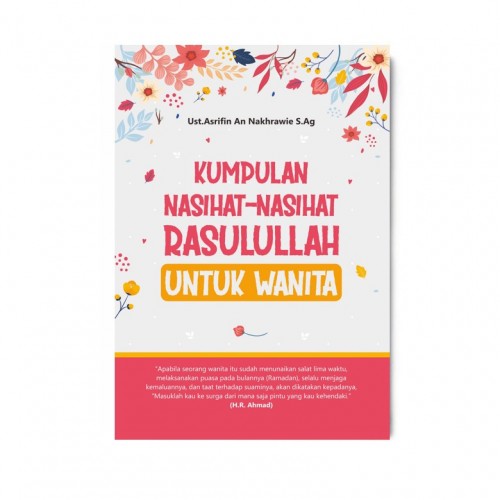 Ust.Asrifin An Nakhrawie S.Ag
KUMPULAN
NASIHAT-NASIHAT
RASULULLAH
UNTUK WANITA
"Apabila seorang wanita itu sudah menunaikan salat lima waktu,
melaksanakan puasa pada bulannya (Ramadan), selalu menjaga
kemaluannya, dan taat terhadap suaminya, akan dikatakan kepadanya,
"Masuklah kau ke surga dari mana saja pintu yang kau kehendaki."
(H.R. Ahmad)